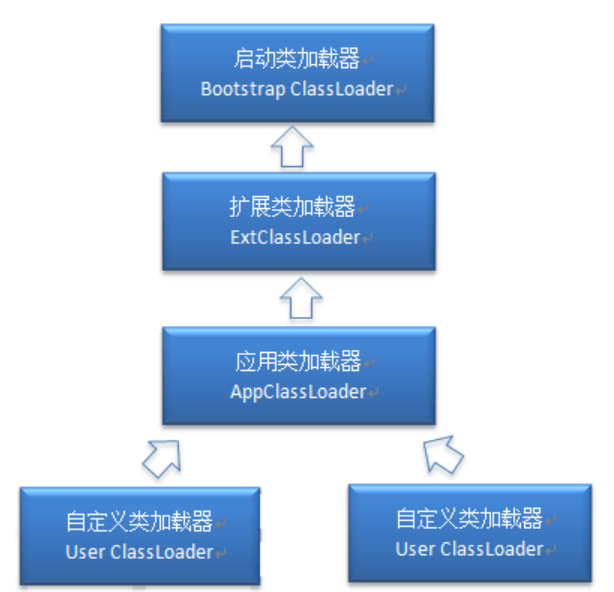 启动类加载器
Bootstrap ClassLoader
扩展类加载器
ExtClassLoader
应用类加载器
AppClassLoader
自定义类加载器
User ClassLoader
自定义类加载器
User ClassLoader